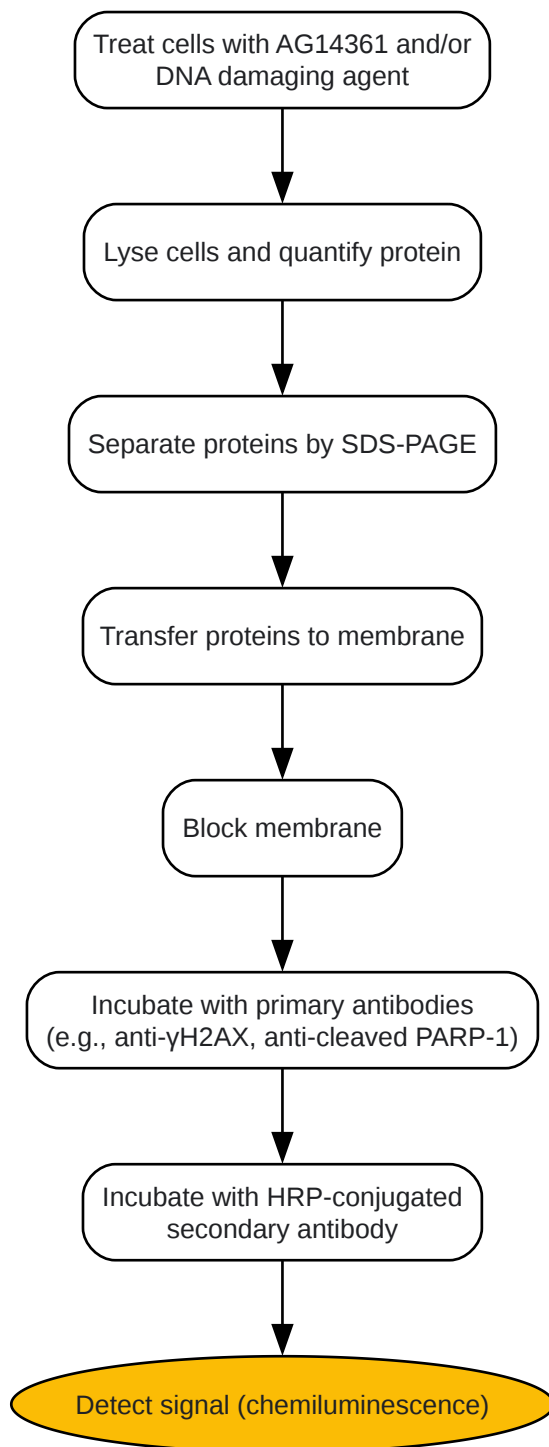 Treat cells with AG14361 and/or
DNA damaging agent
Lyse cells and quantify protein
Separate proteins by SDS-PAGE
Transfer proteins to membrane
Block membrane
Incubate with primary antibodies
(e.g., anti-γH2AX, anti-cleaved PARP-1)
Incubate with HRP-conjugated
secondary antibody
Detect signal (chemiluminescence)